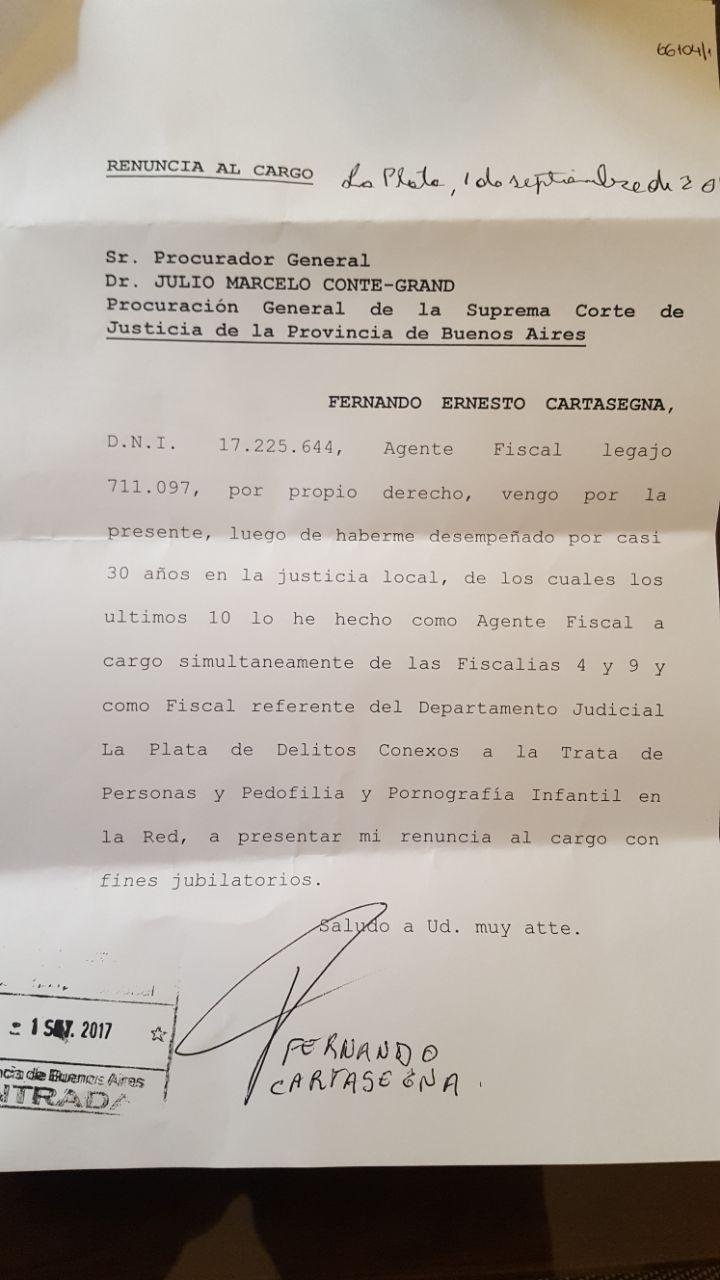 66104/1
RENUNCIA AL CARGO La Plata, 1 de septiembre de 20
Sr. Procurador General
Dr. JULIO MARCELO CONTE-GRAND
Procuración General de la Suprema Corte de
Justicia de la Provincia de Buenos Aires
FERNANDO ERNESTO CARTASEGNA,
D.N.I. 17.225.644, Agente Fiscal legajo
711.097, por propio derecho, vengo por la
presente, luego de haberme desempeñado por casi
30 años en la justicia local, de los cuales los
ultimos 10 lo he hecho como Agente Fiscal a
cargo simultaneamente de las Fiscalias 4 y 9 y
como Fiscal referente del Departamento Judicial
La Plata de Delitos Conexos a la Trata de
Personas y Pedofilia y Pornografía Infantil en
la Red, a presentar mi renuncia al cargo con
fines jubilatorios.
Saludo a Ud. muy atte.
1 SET. 2017
ncia de Buenos Aires
NTRADA
FERNANDO
CARTASEGNA.